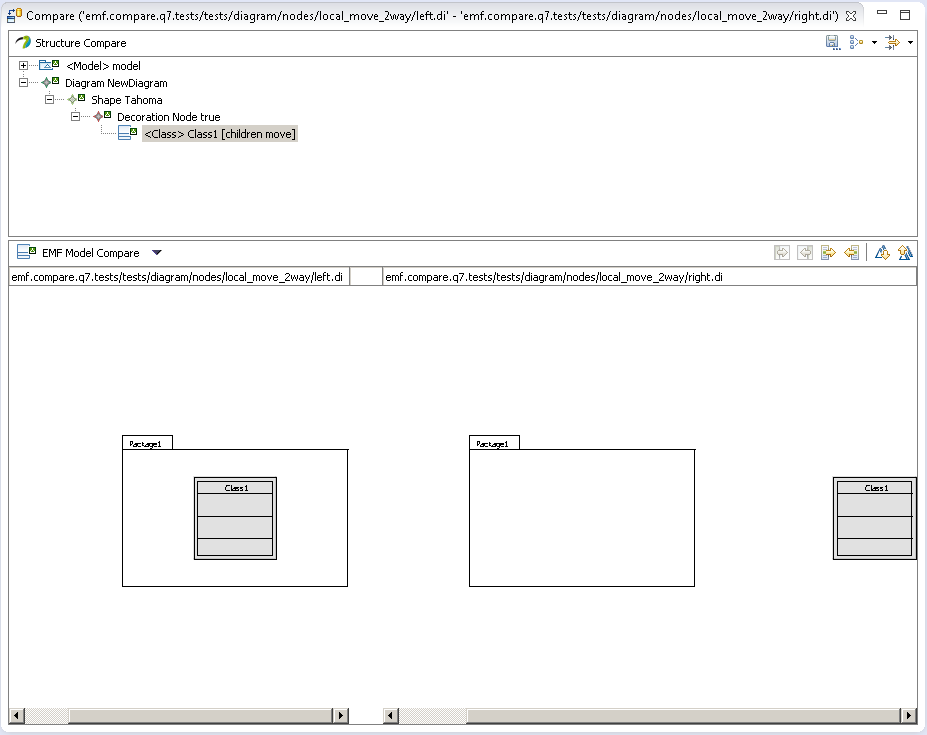 Compare ('emf.compare.q7.tests/tests/diagram/nodes/local_move_2way/left.di' - 'emf.compare.q7.tests/tests/diagram/nodes/local_move_2way/right.di')
Structure Compare
<Model> model
Diagram NewDiagram
Shape Tahoma
Decoration Node true
<Class> Class1 [children move]
EMF Model Compare
emf.compare.q7.tests/tests/diagram/nodes/local_move_2way/left.di
emf.compare.q7.tests/tests/diagram/nodes/local_move_2way/right.di
Package1
Package1
Class1
Class1